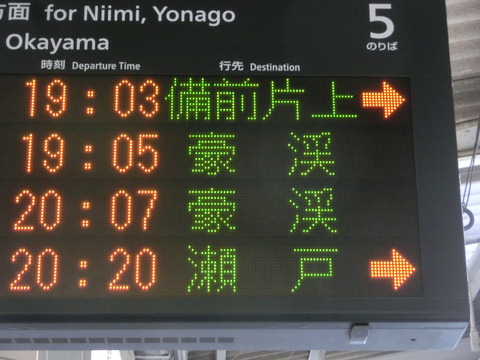 方面 for Niimi, Yonago
Okayama
5
のりば
時刻 Departure Time 行先 Destination
19:03 備前片上 →
19:05 豪渓
20:07 豪渓
20:20 瀬戸 →